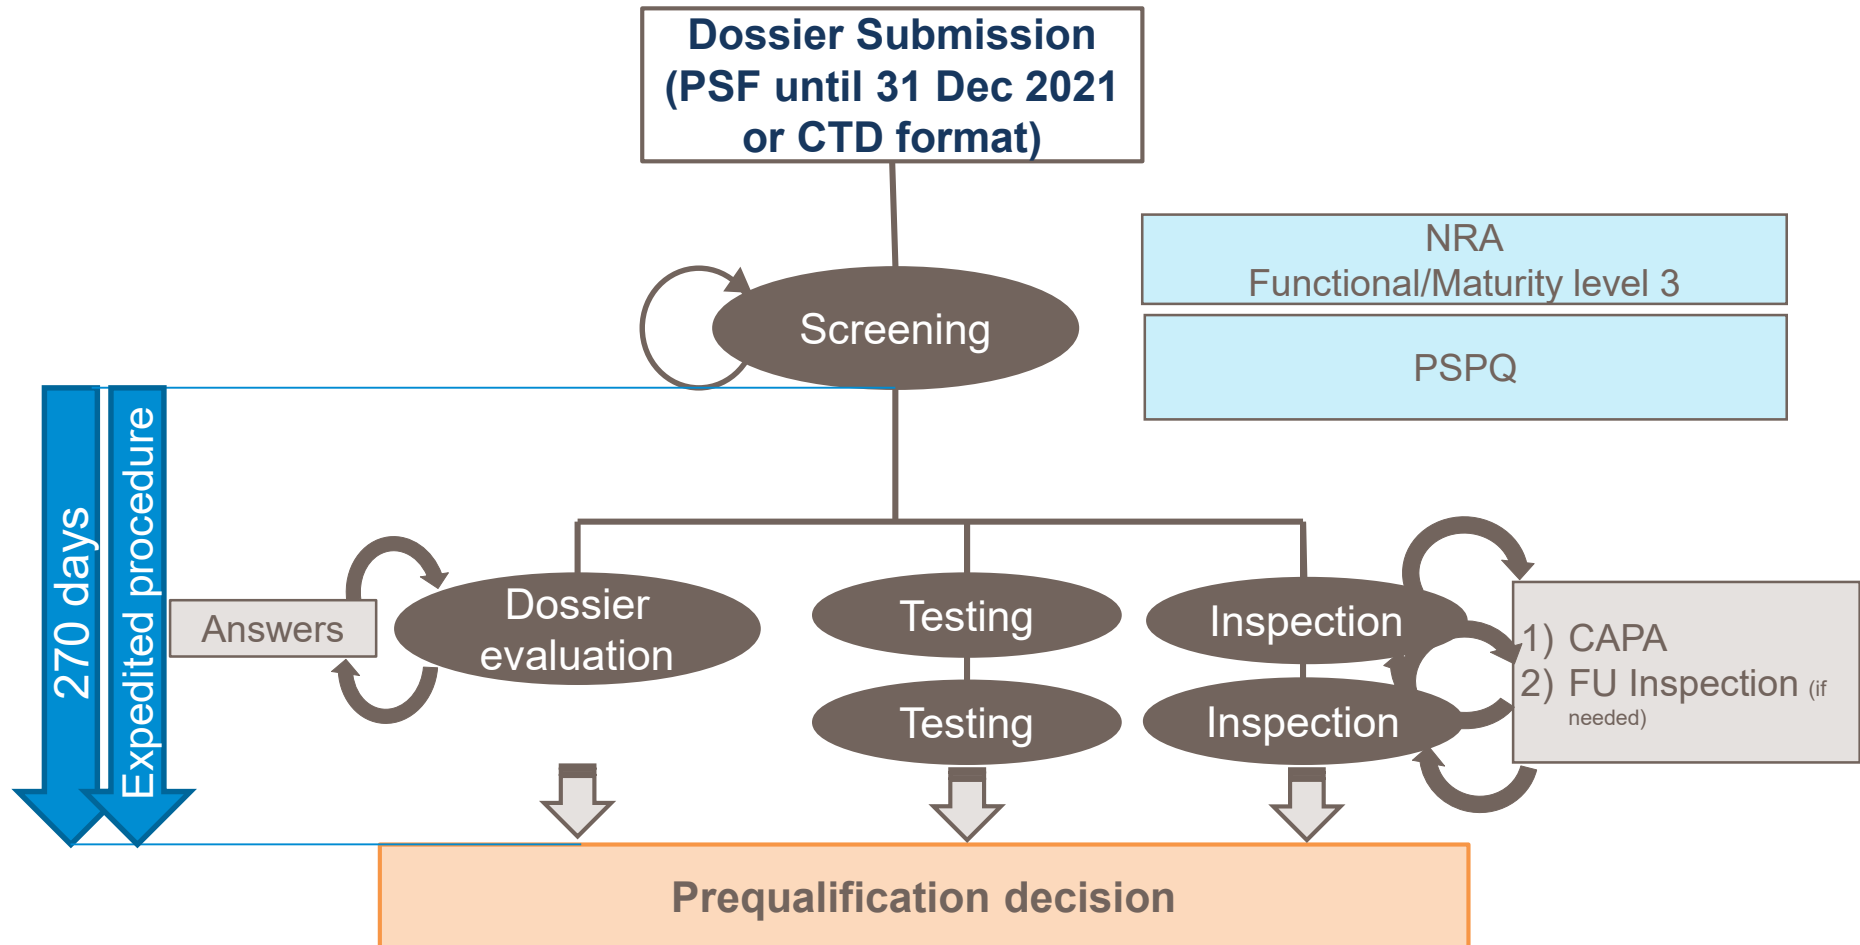 Dossier Submission
(PSF until 31 Dec 2021
or CTD format)
NRA
Functional/Maturity level 3
Screening
PSPQ
270 days
Expedited procedure
Answers
Dossier
evaluation
Testing
Inspection
1) CAPA
2) FU Inspection (if
needed)
Testing
Inspection
Prequalification decision